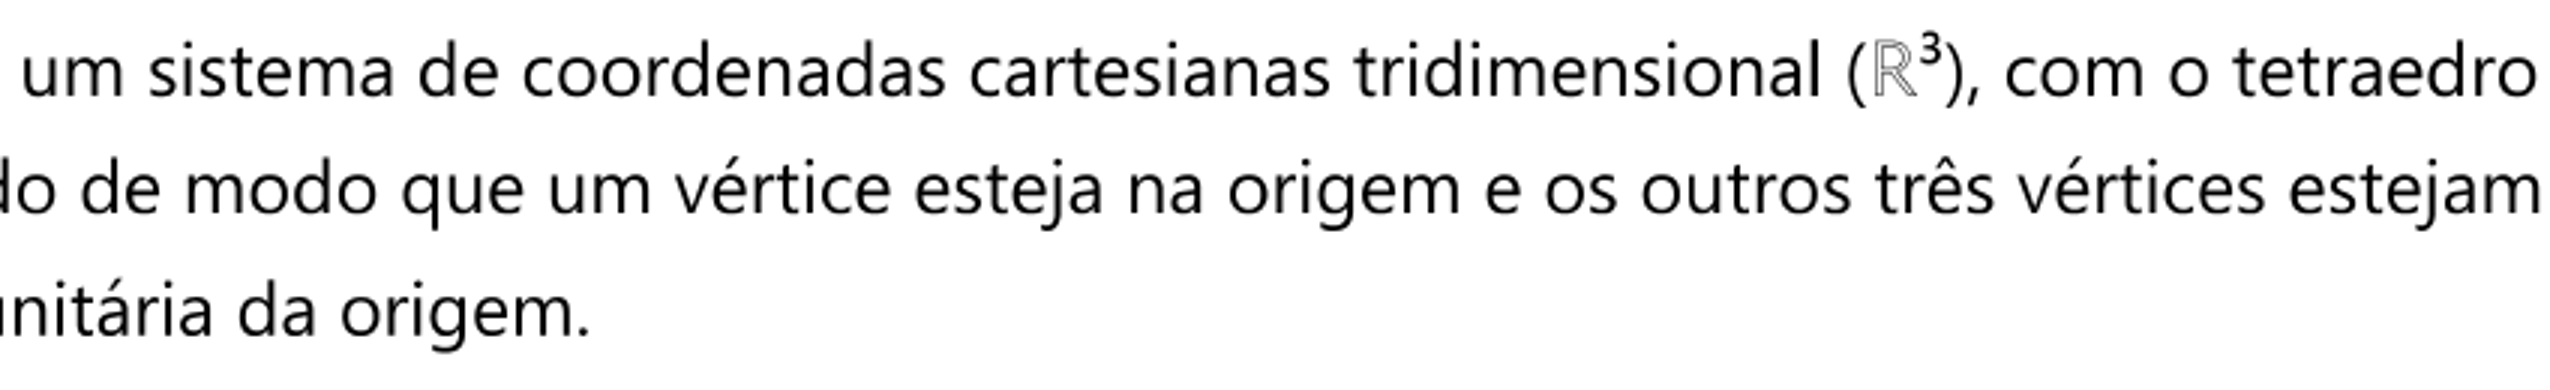 um sistema de coordenadas cartesianas tridimensional (ℝ³), com o tetraedro
do de modo que um vértice esteja na origem e os outros três vértices estejam
unitária da origem.